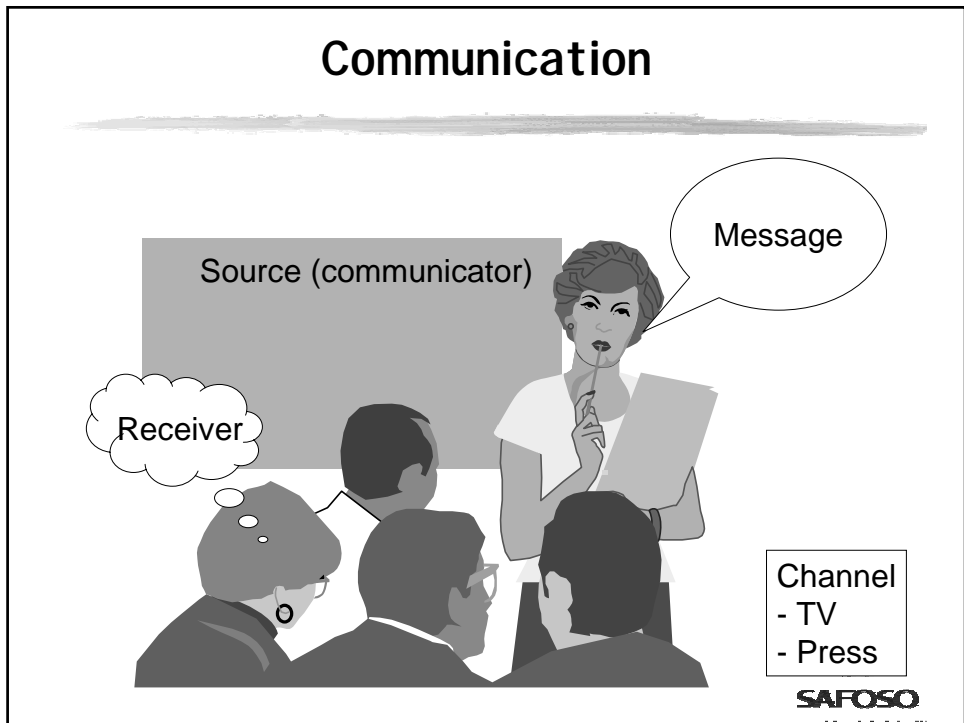 Communication
Message
Source (communicator)
Receiver
Channel
- TV
- Press
SAFOSO